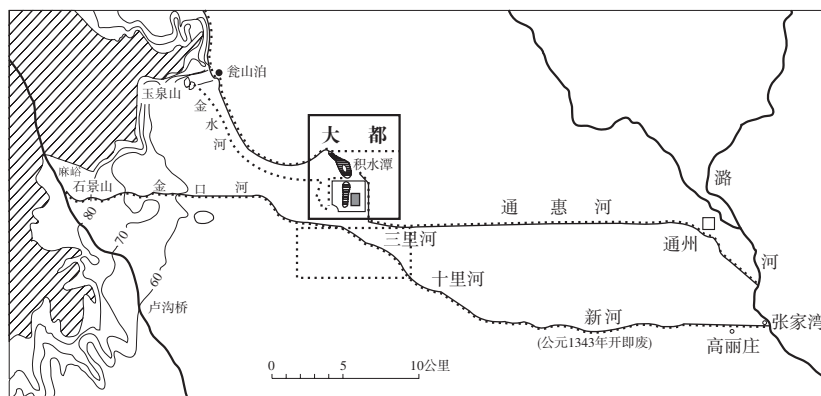 瓮山泊
玉泉山
金水河
大都
积水潭
麻峪
石景山
金口河
80
70
60
通惠河
潞河
三里河
通州
十里河
卢沟桥
新河
张家湾
(公元1343年开即废)
高丽庄
0 5 10公里